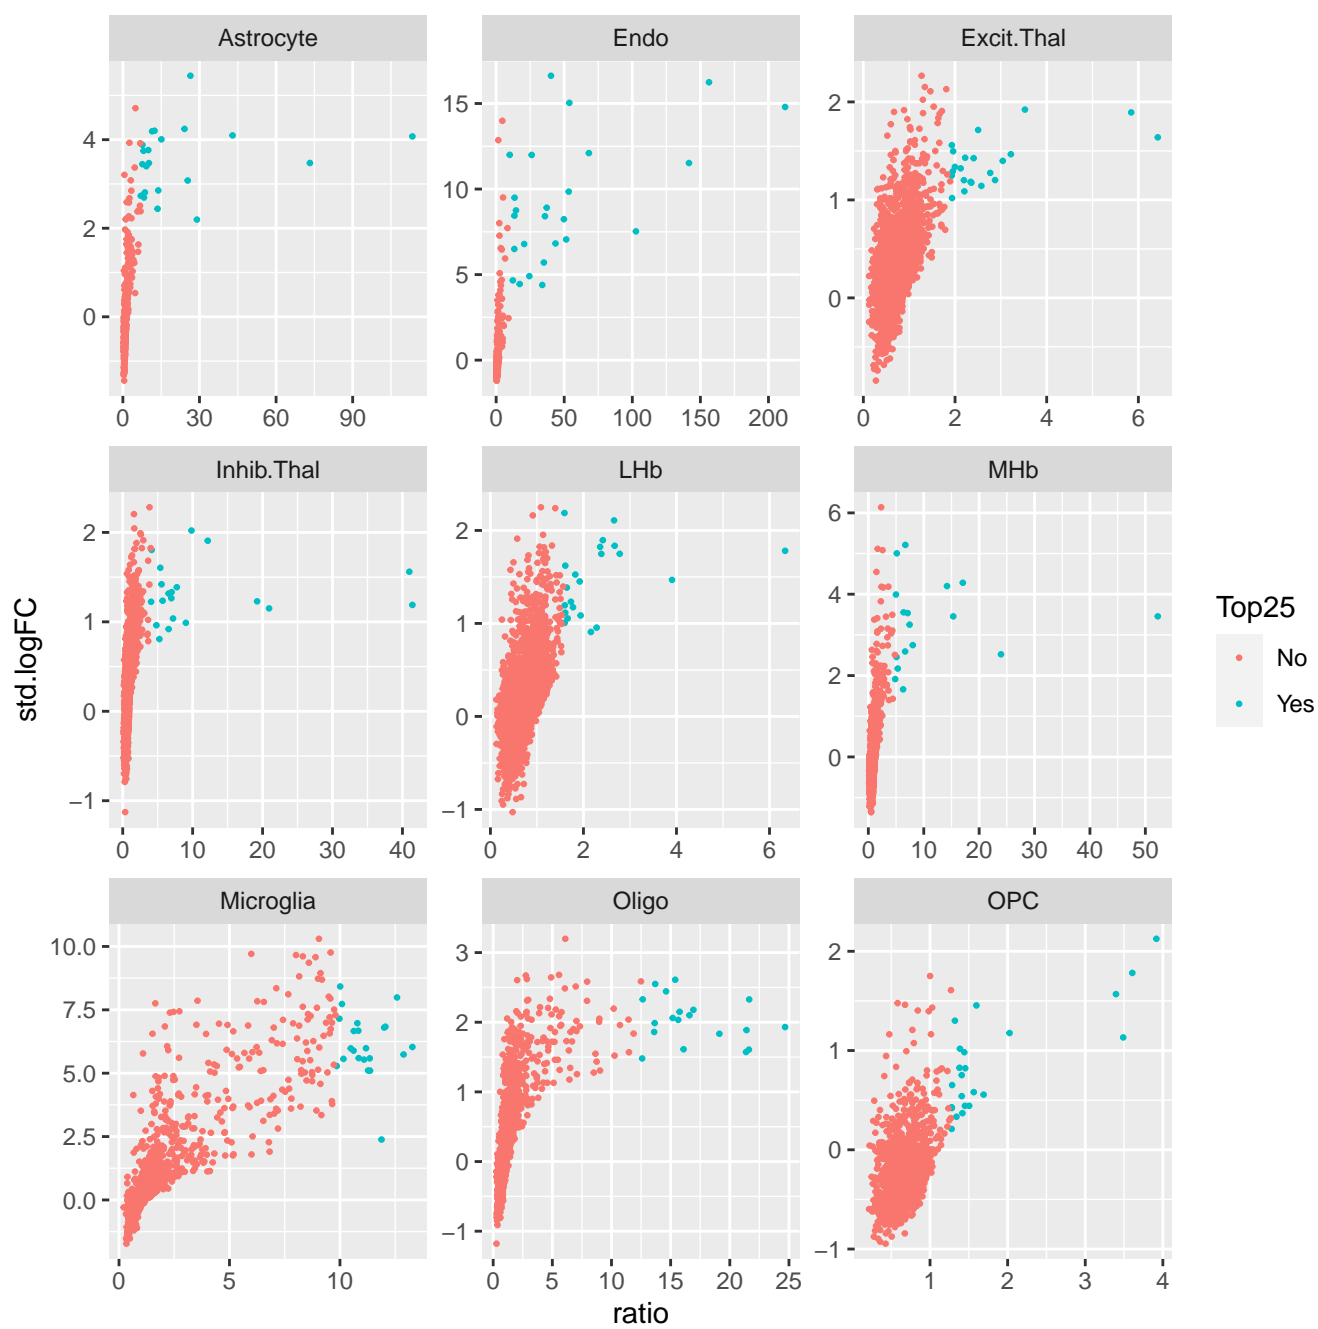 Astrocyte Endo Excit.Thal
4
2
0
0 30 60 90
15
10
5
0
0 50 100 150 200
2
1
0
0 2 4 6
Inhib.Thal LHb MHb
2
1
0
−1
0 10 20 30 40
2
1
0
−1
0 2 4 6
6
4
2
0
0 10 20 30 40 50
Microglia Oligo OPC
10.0
7.5
5.0
2.5
0.0
0 5 10
3
2
1
0
−1
0 5 10 15 20 25
2
1
0
−1
1 2 3 4
std.logFC
ratio
Top25
No
Yes